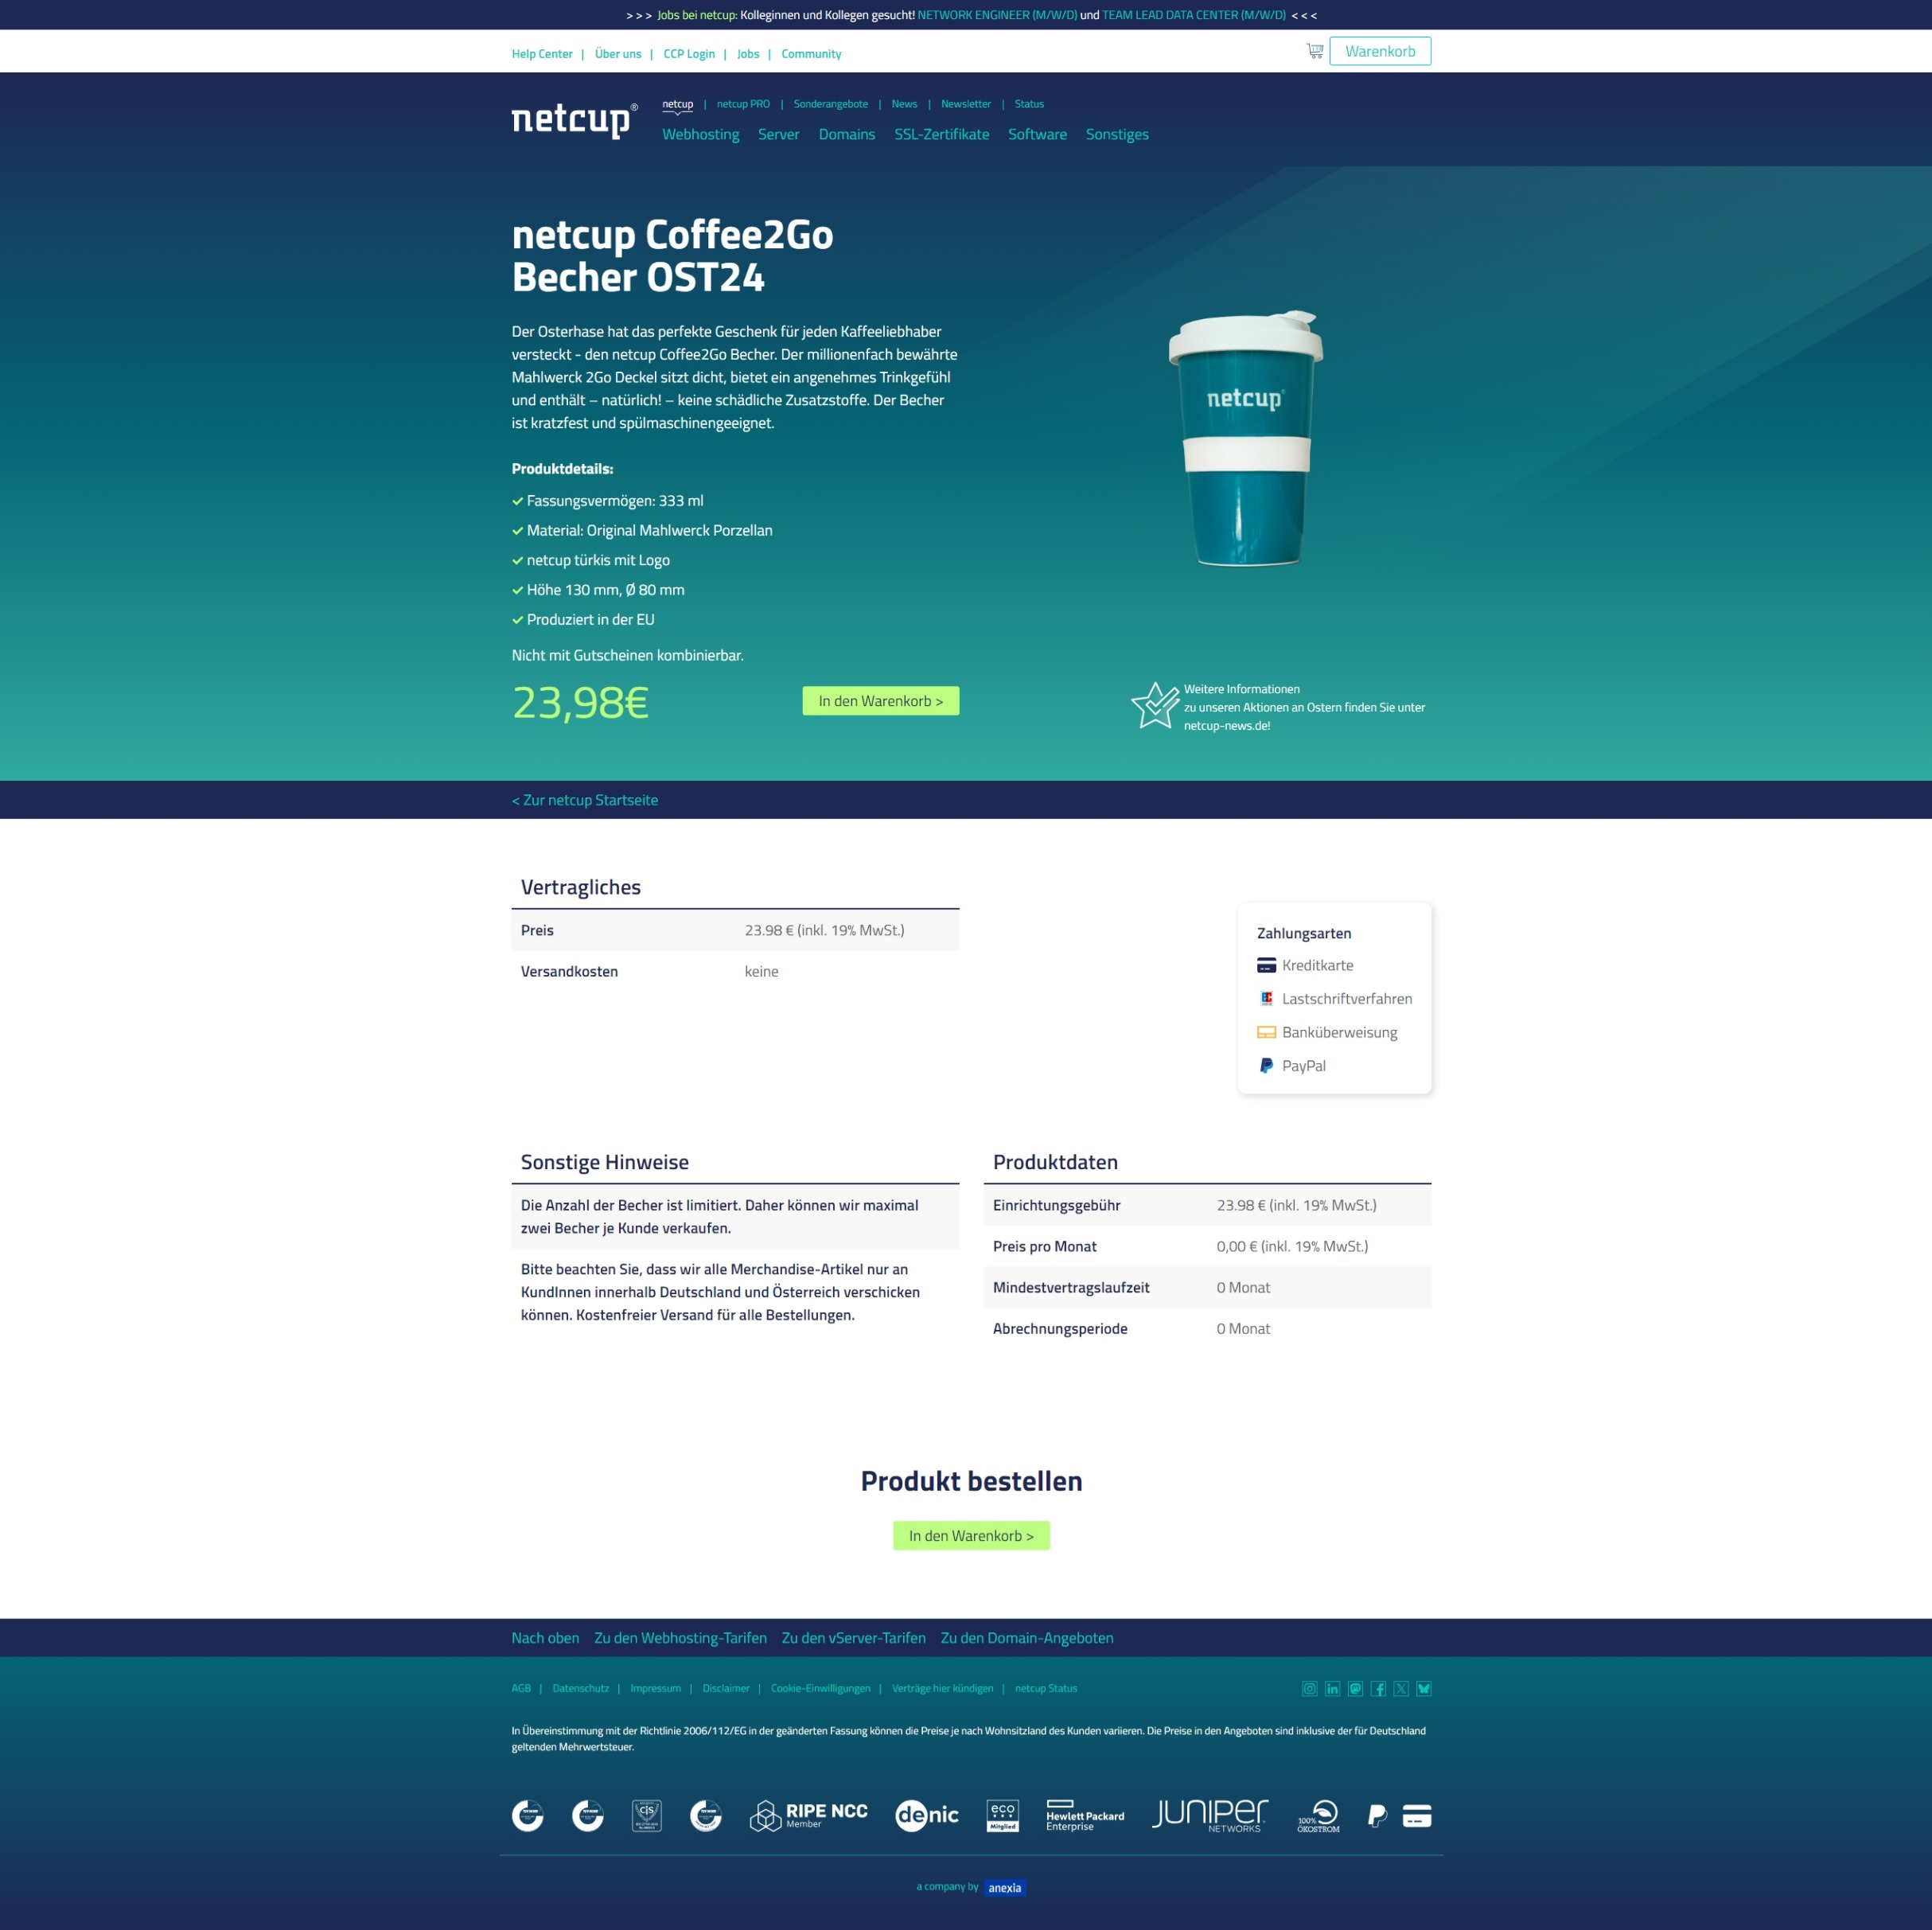 > > > Jobs bei netcup: Kolleginnen und Kollegen gesucht! NETWORK ENGINEER (M/W/D) und TEAM LEAD DATA CENTER (M/W/D) < < <
Help Center | Über uns | CCP Login | Jobs | Community
Warenkorb
netcup®
netcup | netcup PRO | Sonderangebote | News | Newsletter | Status
Webhosting Server Domains SSL-Zertifikate Software Sonstiges
netcup Coffee2Go
Becher OST24
Der Osterhase hat das perfekte Geschenk für jeden Kaffeeliebhaber
versteckt - den netcup Coffee2Go Becher. Der millionenfach bewährte
Mahlwerck 2Go Deckel sitzt dicht, bietet ein angenehmes Trinkgefühl
und enthält – natürlich! – keine schädliche Zusatzstoffe. Der Becher
ist kratzfest und spülmaschinengeeignet.
netcup
Produktdetails:
Fassungsvermögen: 333 ml
Material: Original Mahlwerck Porzellan
netcup türkis mit Logo
Höhe 130 mm, Ø 80 mm
Produziert in der EU
Nicht mit Gutscheinen kombinierbar.
23,98€
In den Warenkorb >
Weitere Informationen
zu unseren Aktionen an Ostern finden Sie unter
netcup-news.de!
< Zur netcup Startseite
Vertragliches
Preis 23.98 € (inkl. 19% MwSt.)
Versandkosten keine
Zahlungsarten
Kreditkarte
Lastschriftverfahren
Banküberweisung
PayPal
Sonstige Hinweise
Die Anzahl der Becher ist limitiert. Daher können wir maximal
zwei Becher je Kunde verkaufen.
Bitte beachten Sie, dass wir alle Merchandise-Artikel nur an
KundInnen innerhalb Deutschland und Österreich verschicken
können. Kostenfreier Versand für alle Bestellungen.
Produktdaten
Einrichtungsgebühr 23.98 € (inkl. 19% MwSt.)
Preis pro Monat 0,00 € (inkl. 19% MwSt.)
Mindestvertragslaufzeit 0 Monat
Abrechnungsperiode 0 Monat
Produkt bestellen
In den Warenkorb >
Nach oben Zu den Webhosting-Tarifen Zu den vServer-Tarifen Zu den Domain-Angeboten
AGB | Datenschutz | Impressum | Disclaimer | Cookie-Einwilligungen | Verträge hier kündigen | netcup Status
In Übereinstimmung mit der Richtlinie 2006/112/EG in der geänderten Fassung können die Preise je nach Wohnsitzland des Kunden variieren. Die Preise in den Angeboten sind inklusive der für Deutschland
geltenden Mehrwertsteuer.
CIS
RIPE NCC
Member
denic
eco
Mitglied
Hewlett Packard
Enterprise
JUNIPER
NETWORKS
100%
ÖKOSTROM
a company by anexia